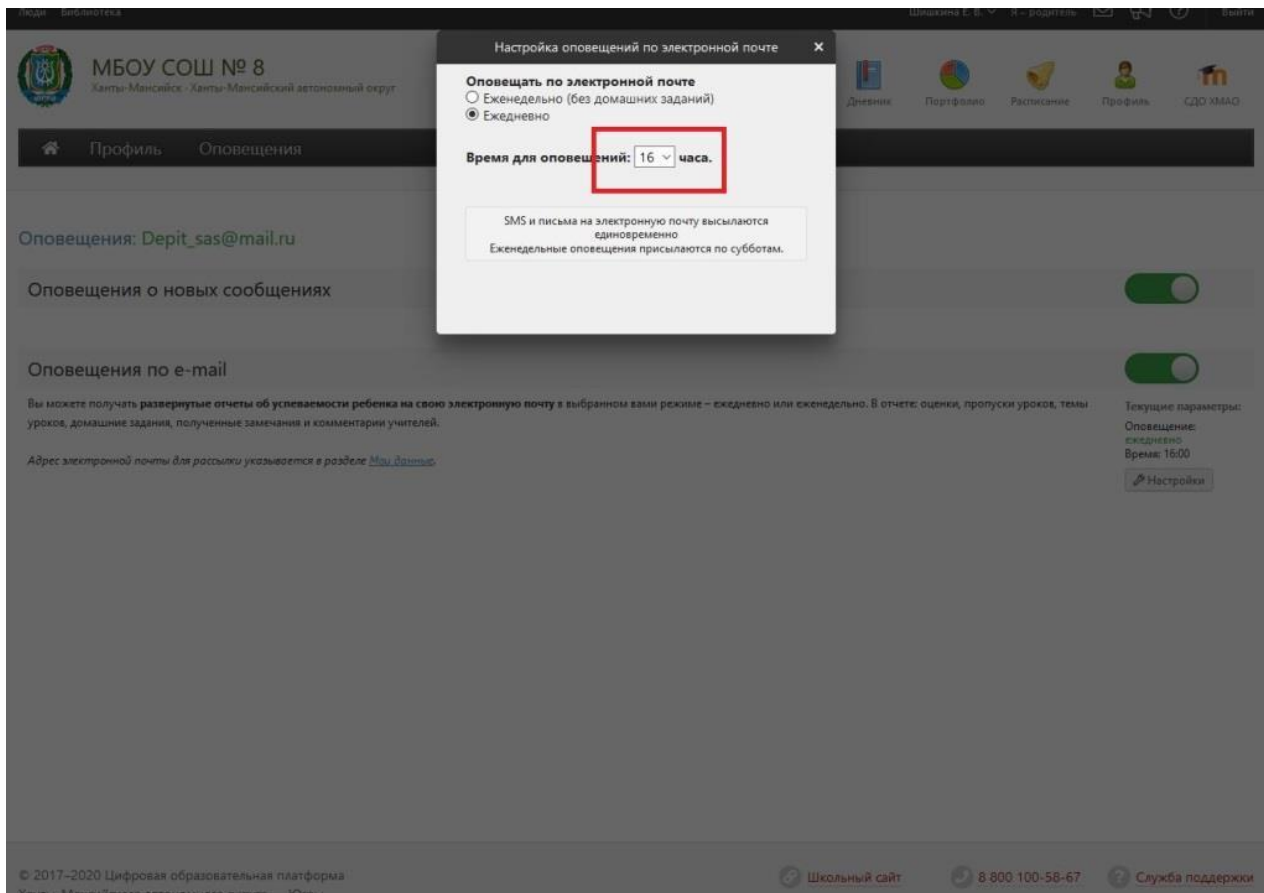 Люди Библиотека Шишкина Е. В. Я – родитель Выйти
МБОУ СОШ № 8
Ханты-Мансийск · Ханты-Мансийский автономный округ
Дневник Портфолио Расписание Профиль СДО ХМАО
Профиль Оповещения
Настройка оповещений по электронной почте ×
Оповещать по электронной почте
Еженедельно (без домашних заданий)
Ежедневно
Время для оповещений: 16 часа.
SMS и письма на электронную почту высылаются
единовременно
Еженедельные оповещения присылаются по субботам.
Оповещения: Depit_sas@mail.ru
Оповещения о новых сообщениях
Оповещения по e-mail
Вы можете получать развернутые отчеты об успеваемости ребенка на свою электронную почту в выбранном вами режиме – ежедневно или еженедельно. В отчете: оценки, пропуски уроков, темы
уроков, домашние задания, полученные замечания и комментарии учителей.
Адрес электронной почты для рассылки указывается в разделе Мои данные.
Текущие параметры:
Оповещение:
ежедневно
Время: 16:00
Настройки
© 2017–2020 Цифровая образовательная платформа
Школьный сайт 8 800 100-58-67 Служба поддержки